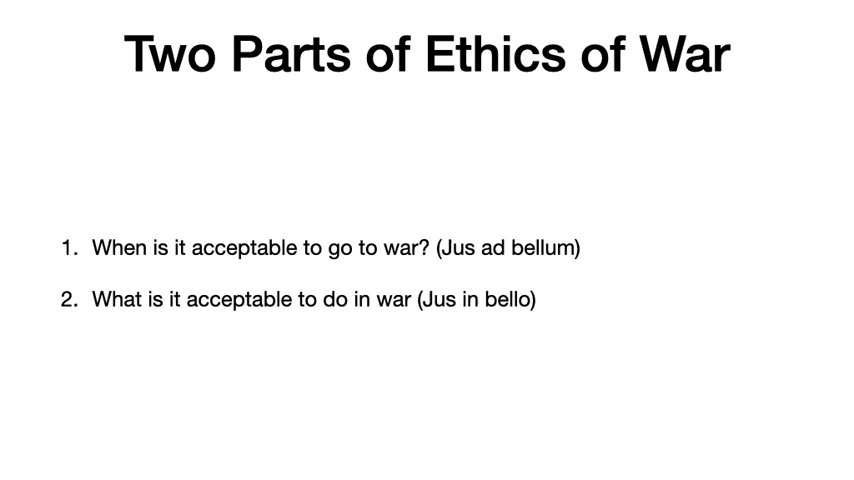 Two Parts of Ethics of War
1. When is it acceptable to go to war? (Jus ad bellum)
2. What is it acceptable to do in war (Jus in bello)